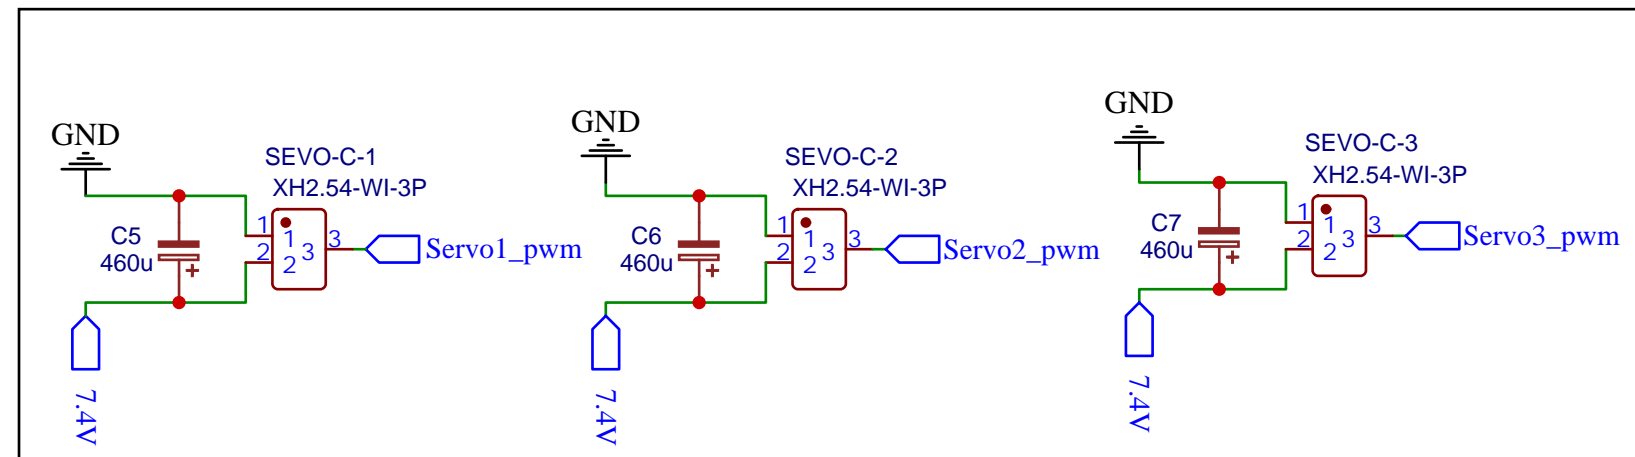 GND
SEVO-C-1
XH2.54-WI-3P
C5
460u
+
1
2
1
2
3
3
Servo1_pwm
7.4V
GND
SEVO-C-2
XH2.54-WI-3P
C6
460u
+
1
2
1
2
3
3
Servo2_pwm
7.4V
GND
SEVO-C-3
XH2.54-WI-3P
C7
460u
+
1
2
1
2
3
3
Servo3_pwm
7.4V